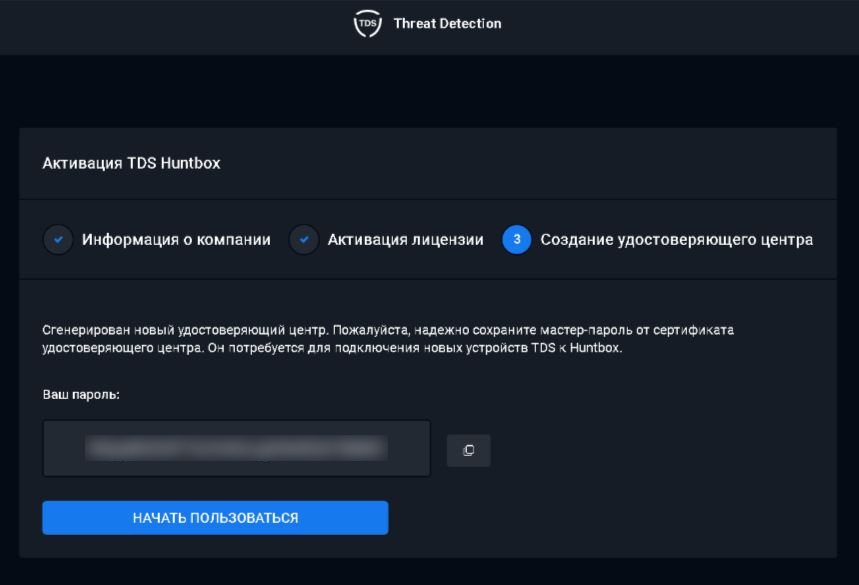 TDS Threat Detection
Активация TDS Huntbox
Информация о компании Активация лицензии 3 Создание удостоверяющего центра
Сгенерирован новый удостоверяющий центр. Пожалуйста, надежно сохраните мастер-пароль от сертификата
удостоверяющего центра. Он потребуется для подключения новых устройств TDS к Huntbox.
Ваш пароль:
НАЧАТЬ ПОЛЬЗОВАТЬСЯ